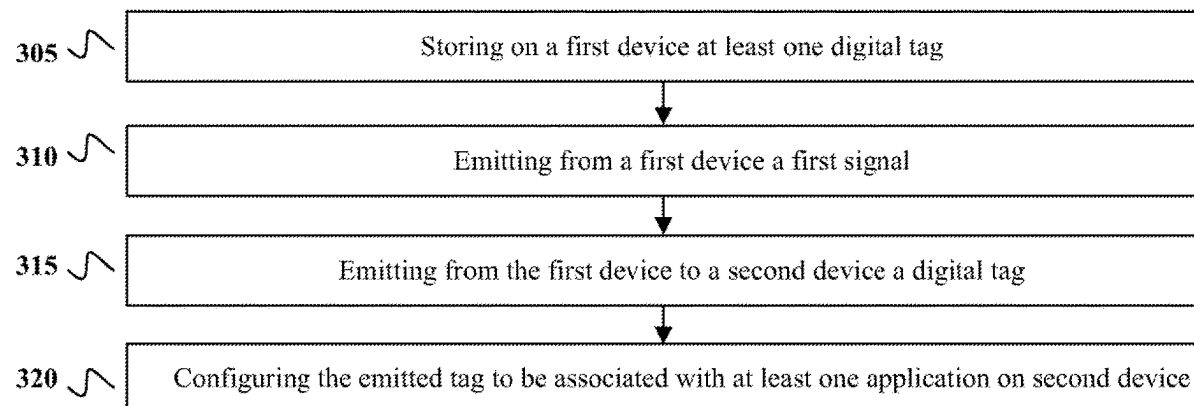 305 Storing on a first device at least one digital tag
310 Emitting from a first device a first signal
315 Emitting from the first device to a second device a digital tag
320 Configuring the emitted tag to be associated with at least one application on second device